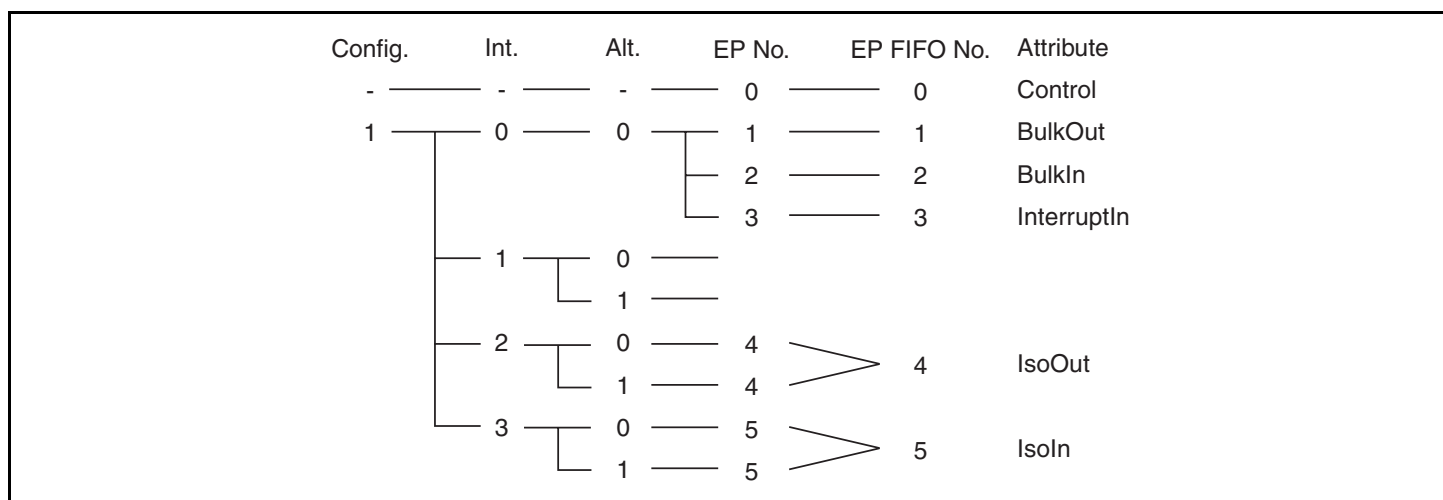 Config. Int. Alt. EP No. EP FIFO No. Attribute
- - - 0 0 Control
1 0 0 1 1 BulkOut
2 2 BulkIn
3 3 InterruptIn
1 0
1
2 0 4
4 IsoOut
1 4
3 0 5
5 IsoIn
1 5